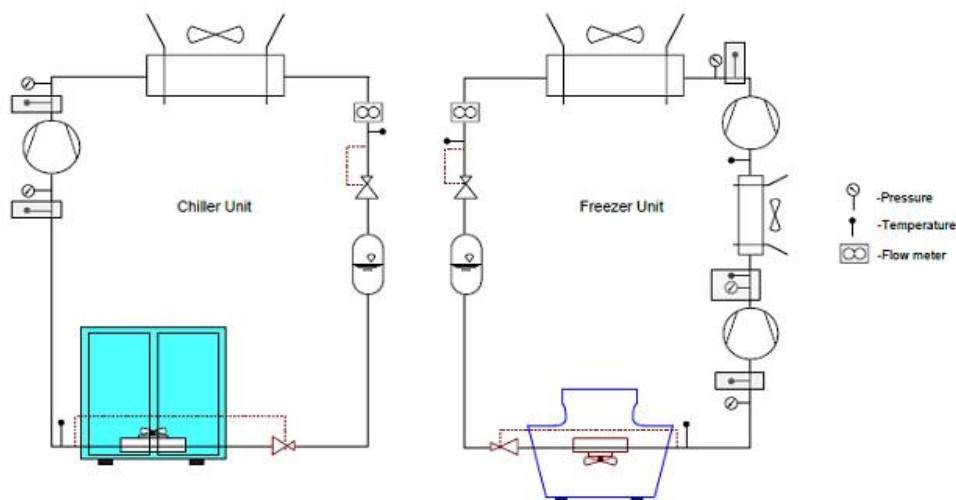 Chiller Unit
Freezer Unit
-Pressure
-Temperature
-Flow meter